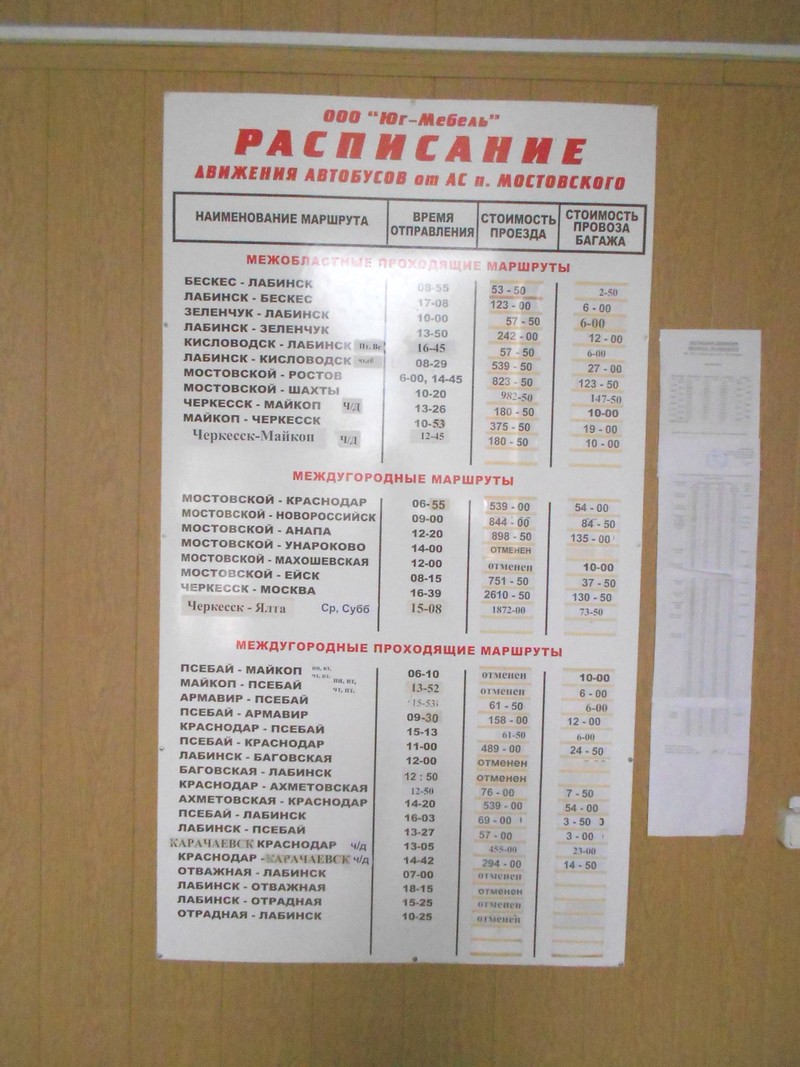 ООО "Юг-Мебель"
РАСПИСАНИЕ
ДВИЖЕНИЯ АВТОБУСОВ от АС п. МОСТОВСКОГО
НАИМЕНОВАНИЕ МАРШРУТА ВРЕМЯ ОТПРАВЛЕНИЯ СТОИМОСТЬ ПРОЕЗДА СТОИМОСТЬ ПРОВОЗА БАГАЖА
МЕЖОБЛАСТНЫЕ ПРОХОДЯЩИЕ МАРШРУТЫ
БЕСКЕС - ЛАБИНСК 08-55 53 - 50 2-50
ЛАБИНСК - БЕСКЕС 17-08 123 - 00 6 - 00
ЗЕЛЕНЧУК - ЛАБИНСК 10-00 57 - 50 6-00
ЛАБИНСК - ЗЕЛЕНЧУК 13-50 242 - 00 12 - 00
КИСЛОВОДСК - ЛАБИНСК 16-45 57 - 50 6-00
ЛАБИНСК - КИСЛОВОДСК 08-29 539 - 50 27 - 00
МОСТОВСКОЙ - РОСТОВ 6-00, 14-45 823 - 50 123 - 50
МОСТОВСКОЙ - ШАХТЫ 10-20 982-50 147-50
ЧЕРКЕССК - МАЙКОП Ч/Д 13-26 180 - 50 10-00
МАЙКОП - ЧЕРКЕССК 10-53 375 - 50 19 - 00
Черкесск-Майкоп Ч/Д 12-45 180 - 50 10 - 00
МЕЖДУГОРОДНЫЕ МАРШРУТЫ
МОСТОВСКОЙ - КРАСНОДАР 06-55 539 - 00 54 - 00
МОСТОВСКОЙ - НОВОРОССИЙСК 09-00 844 - 00 84 - 50
МОСТОВСКОЙ - АНАПА 12-20 898 - 50 135 - 00
МОСТОВСКОЙ - УНАРОКОВО 14-00 ОТМЕНЕН
МОСТОВСКОЙ - МАХОШЕВСКАЯ 12-00 отменен 10-00
МОСТОВСКОЙ - ЕЙСК 08-15 751 - 50 37 - 50
ЧЕРКЕССК - МОСКВА 16-39 2610 - 50 130 - 50
Черкесск - Ялта Ср, Субб 15-08 1872-00 73-50
МЕЖДУГОРОДНЫЕ ПРОХОДЯЩИЕ МАРШРУТЫ
ПСЕБАЙ - МАЙКОП 06-10 отменен 10-00
МАЙКОП - ПСЕБАЙ пн, вт, чт, пт. 13-52 отменен 6 - 00
АРМАВИР - ПСЕБАЙ 15-53 61 - 50 6-00
ПСЕБАЙ - АРМАВИР 09-30 158 - 00 12 - 00
КРАСНОДАР - ПСЕБАЙ 15-13 61-50 6-00
ПСЕБАЙ - КРАСНОДАР 11-00 489 - 00 24 - 50
ЛАБИНСК - БАГОВСКАЯ 12-00 отменен
БАГОВСКАЯ - ЛАБИНСК 12 : 50 отменен
КРАСНОДАР - АХМЕТОВСКАЯ 12-50 76 - 00 7 - 50
АХМЕТОВСКАЯ - КРАСНОДАР 14-20 539 - 00 54 - 00
ПСЕБАЙ - ЛАБИНСК 16-03 69 - 00 3 - 50
ЛАБИНСК - ПСЕБАЙ 13-27 57 - 00 3 - 00
КАРАЧАЕВСК КРАСНОДАР ч/д 13-05 455-00 23-00
КРАСНОДАР - КАРАЧАЕВСК ч/д 14-42 294 - 00 14 - 50
ОТВАЖНАЯ - ЛАБИНСК 07-00 отменен
ЛАБИНСК - ОТВАЖНАЯ 18-15 отменен
ЛАБИНСК - ОТРАДНАЯ 15-25 отменен
ОТРАДНАЯ - ЛАБИНСК 10-25 отменен